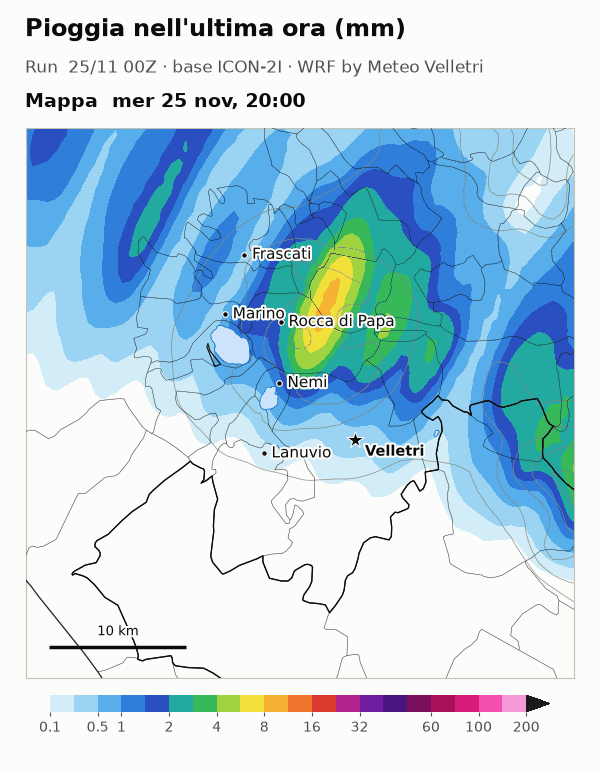 Pioggia nell'ultima ora (mm)
Run  25/11 00Z · base ICON-2I · WRF by Meteo Velletri
Mappa  mer 25 nov, 20:00
Frascati
Marino
Rocca di Papa
Nemi
Velletri
Lanuvio
10 km
0.1 0.5 1 2 4 8 16 32 60 100 200